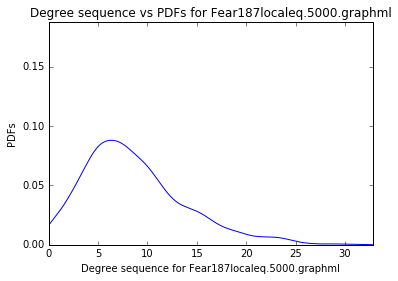 Degree sequence vs PDFs for Fear187localeq.5000.graphml
0.15
0.10
0.05
0.00
PDFs
0 5 10 15 20 25 30
Degree sequence for Fear187localeq.5000.graphml